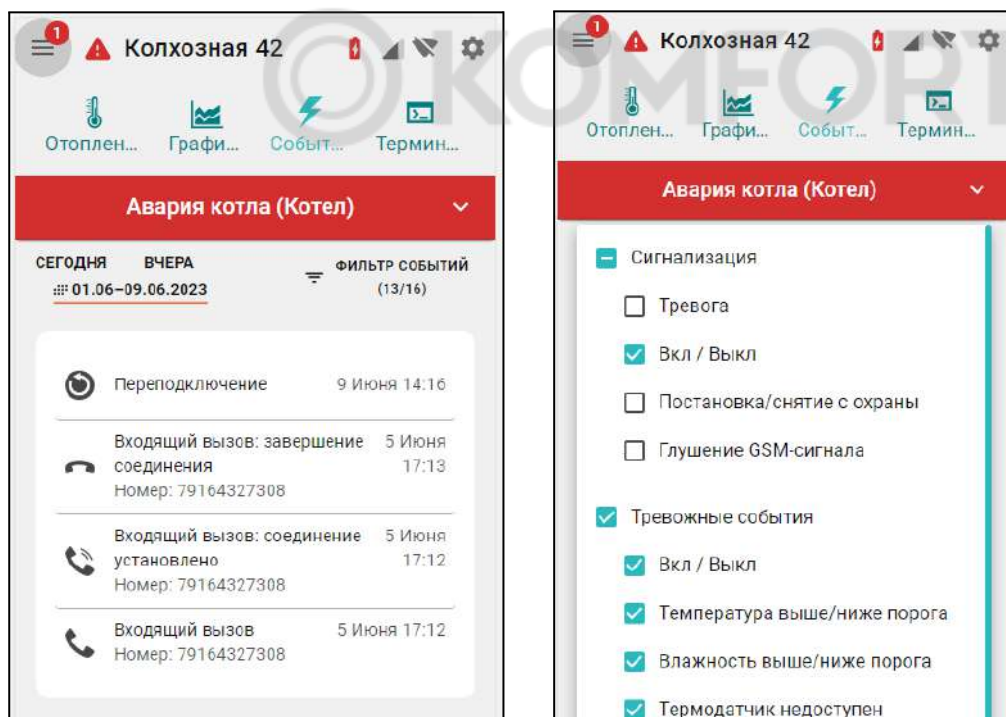 1
Колхозная 42
Отоплен... Графи... Событ... Термин...
Авария котла (Котел)
СЕГОДНЯ ВЧЕРА
01.06–09.06.2023
ФИЛЬТР СОБЫТИЙ
(13/16)
Переподключение 9 Июня 14:16
Входящий вызов: завершение 5 Июня
соединения 17:13
Номер: 79164327308
Входящий вызов: соединение 5 Июня
установлено 17:12
Номер: 79164327308
Входящий вызов 5 Июня 17:12
Номер: 79164327308
1
Колхозная 42
Отоплен... Графи... Событ... Термин...
Авария котла (Котел)
Сигнализация
Тревога
Вкл / Выкл
Постановка/снятие с охраны
Глушение GSM-сигнала
Тревожные события
Вкл / Выкл
Температура выше/ниже порога
Влажность выше/ниже порога
Термодатчик недоступен
KOMFORT